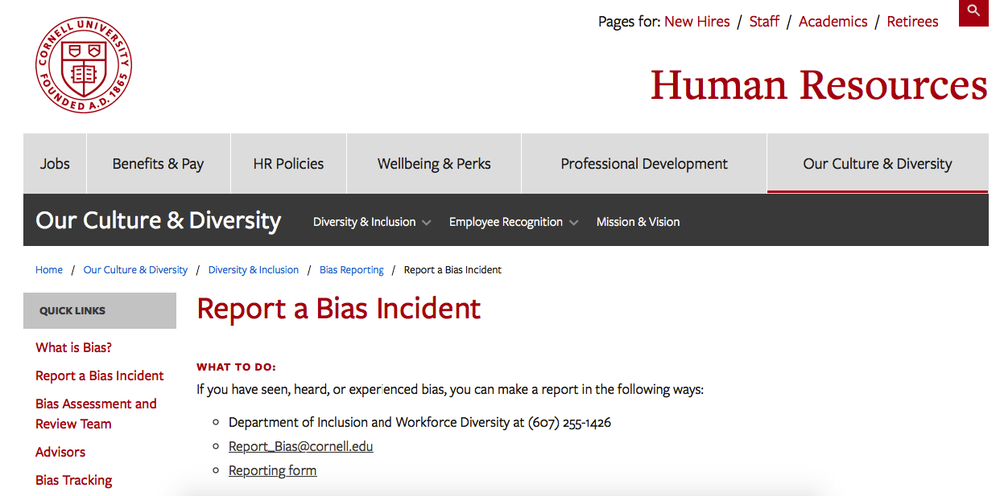 Pages for: New Hires / Staff / Academics / Retirees
CORNELL UNIVERSITY
FOUNDED A.D. 1865
Human Resources
Jobs
Benefits & Pay
HR Policies
Wellbeing & Perks
Professional Development
Our Culture & Diversity
Our Culture & Diversity
Diversity & Inclusion
Employee Recognition
Mission & Vision
Home / Our Culture & Diversity / Diversity & Inclusion / Bias Reporting / Report a Bias Incident
QUICK LINKS
What is Bias?
Report a Bias Incident
Bias Assessment and
Review Team
Advisors
Bias Tracking
Report a Bias Incident
WHAT TO DO:
If you have seen, heard, or experienced bias, you can make a report in the following ways:
Department of Inclusion and Workforce Diversity at (607) 255-1426
Report_Bias@cornell.edu
Reporting form